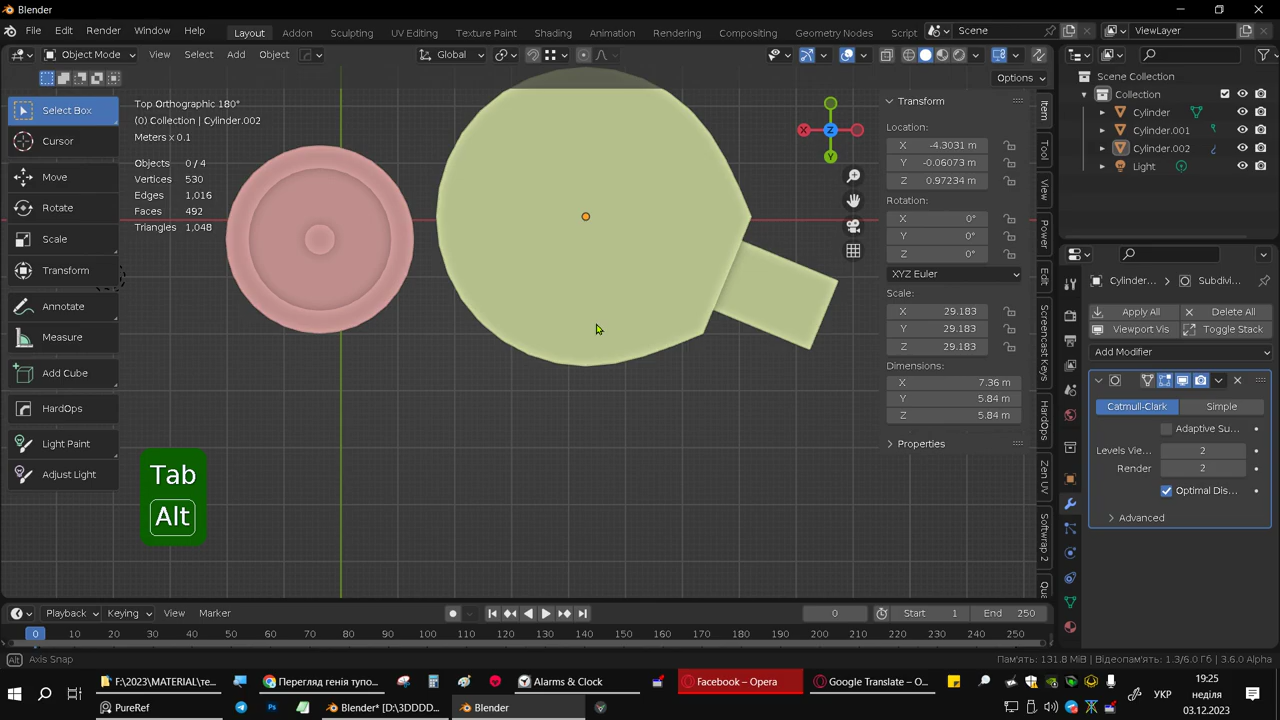 Blender
File Edit Render Window Help Layout Addon Sculpting UV Editing Texture Paint Shading Animation Rendering Compositing Geometry Nodes Script Scene ViewLayer
Object Mode View Select Add Object Global
Options
Select Box
Cursor
Move
Rotate
Scale
Transform
Annotate
Measure
Add Cube
HardOps
Light Paint
Adjust Light
Top Orthographic 180°
(0) Collection | Cylinder.002
Meters x 0.1
Objects 0 / 4
Vertices 530
Edges 1,016
Faces 492
Triangles 1,048
X Z Y
Tab
Alt
Transform
Location:
X -4.3031 m
Y -0.06073 m
Z 0.97234 m
Rotation:
X 0°
Y 0°
Z 0°
XYZ Euler
Scale:
X 29.183
Y 29.183
Z 29.183
Dimensions:
X 7.36 m
Y 5.84 m
Z 5.84 m
Properties
Item
Tool
View
Power
Edit
Screencast Keys
HardOps
Zen UV
Softwrap 2
Qua
Scene Collection
Collection
Cylinder
Cylinder.001
Cylinder.002
Light
Cylinder... Subdivi...
Apply All Delete All
Viewport Vis Toggle Stack
Add Modifier
Catmull-Clark Simple
Adaptive Su...
Levels Vie... 2
Render 2
Optimal Dis...
Advanced
Playback Keying View Marker 0 Start 1 End 250
0 10 20 30 40 50 60 70 80 90 100 110 120 130 140 150 160 170 180 190 200 210 220 230 240 250
Alt Axis Snap Пам'ять: 131.8 MiB | Відеопам'ять: 1.3/6.0 Гб | 3.6.0 Alpha
F:\2023\MATERIAL\те... Перегляд генія тупо... Alarms & Clock Facebook – Opera Google Translate – O...
PureRef Blender* [D:\3DDDD... Blender
УКР
19:25
неділя
03.12.2023